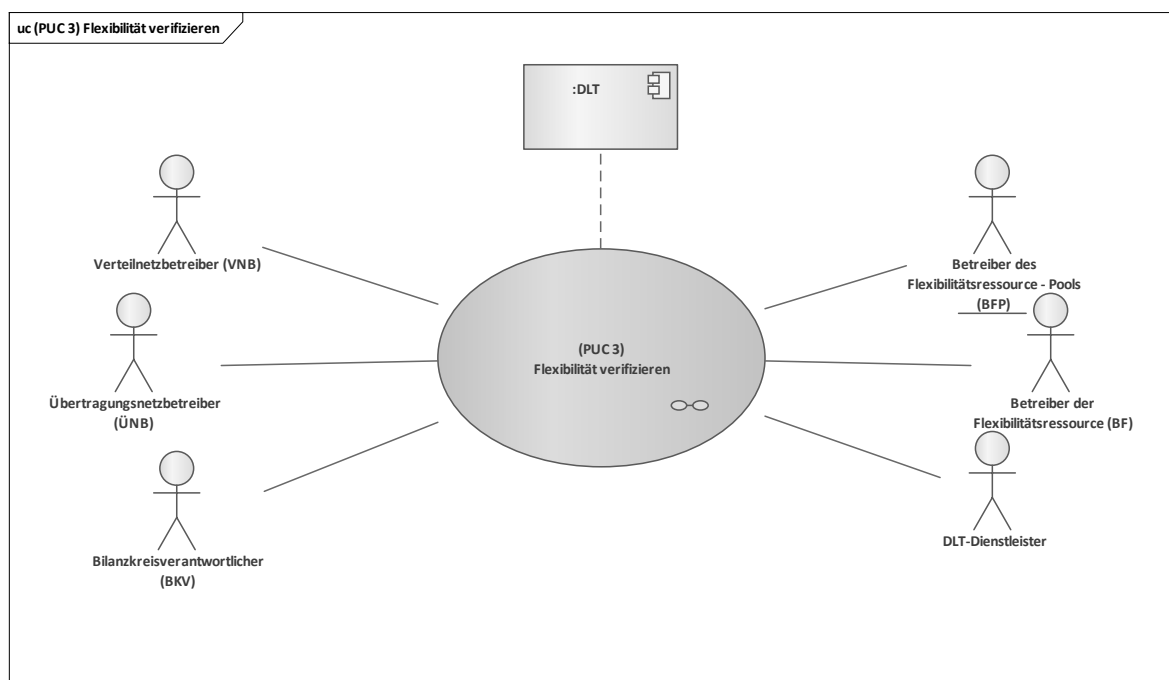 uc (PUC 3) Flexibilität verifizieren
:DLT
Verteilnetzbetreiber (VNB)
Übertragungsnetzbetreiber
(ÜNB)
Bilanzkreisverantwortlicher
(BKV)
(PUC 3)
Flexibilität verifizieren
Betreiber des
Flexibilitätsressource - Pools
(BFP)
Betreiber der
Flexibilitätsressource (BF)
DLT-Dienstleister